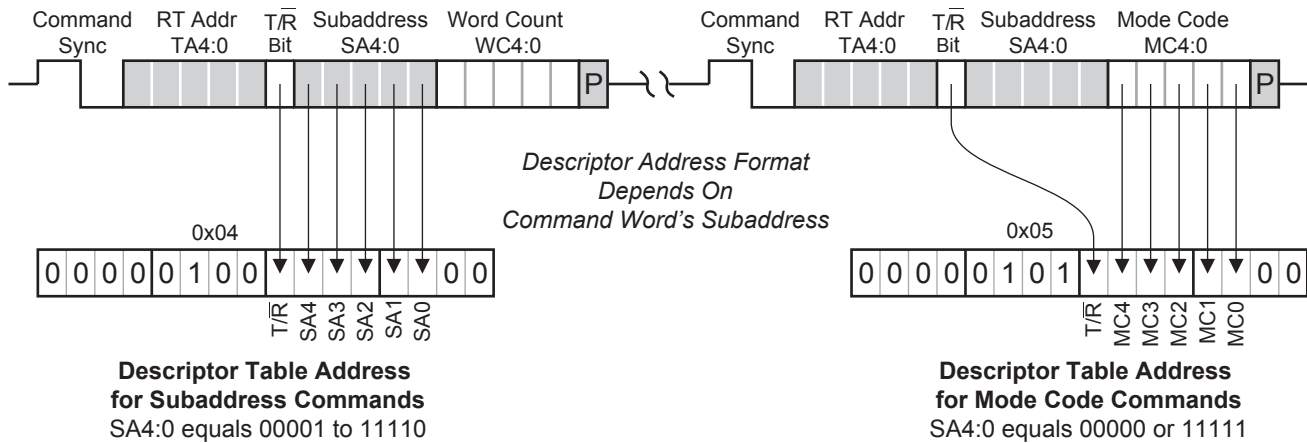 Command Sync
RT Addr TA4:0
T/R̅ Bit
Subaddress SA4:0
Word Count WC4:0
P
Command Sync
RT Addr TA4:0
T/R̅ Bit
Subaddress SA4:0
Mode Code MC4:0
P
Descriptor Address Format
Depends On
Command Word's Subaddress
0x04
0 0 0 0 0 1 0 0 0 0
T/R̅ SA4 SA3 SA2 SA1 SA0
Descriptor Table Address
for Subaddress Commands
SA4:0 equals 00001 to 11110
0x05
0 0 0 0 0 1 0 1 0 0
T/R̅ MC4 MC3 MC2 MC1 MC0
Descriptor Table Address
for Mode Code Commands
SA4:0 equals 00000 or 11111